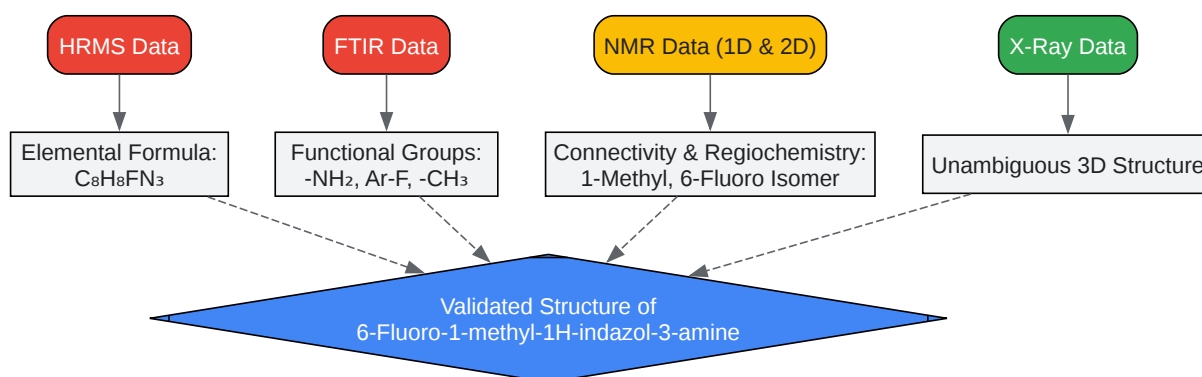 HRMS Data
FTIR Data
NMR Data (1D & 2D)
X-Ray Data
Elemental Formula:
C₈H₈FN₃
Functional Groups:
-NH₂, Ar-F, -CH₃
Connectivity & Regiochemistry:
1-Methyl, 6-Fluoro Isomer
Unambiguous 3D Structure
Validated Structure of
6-Fluoro-1-methyl-1H-indazol-3-amine